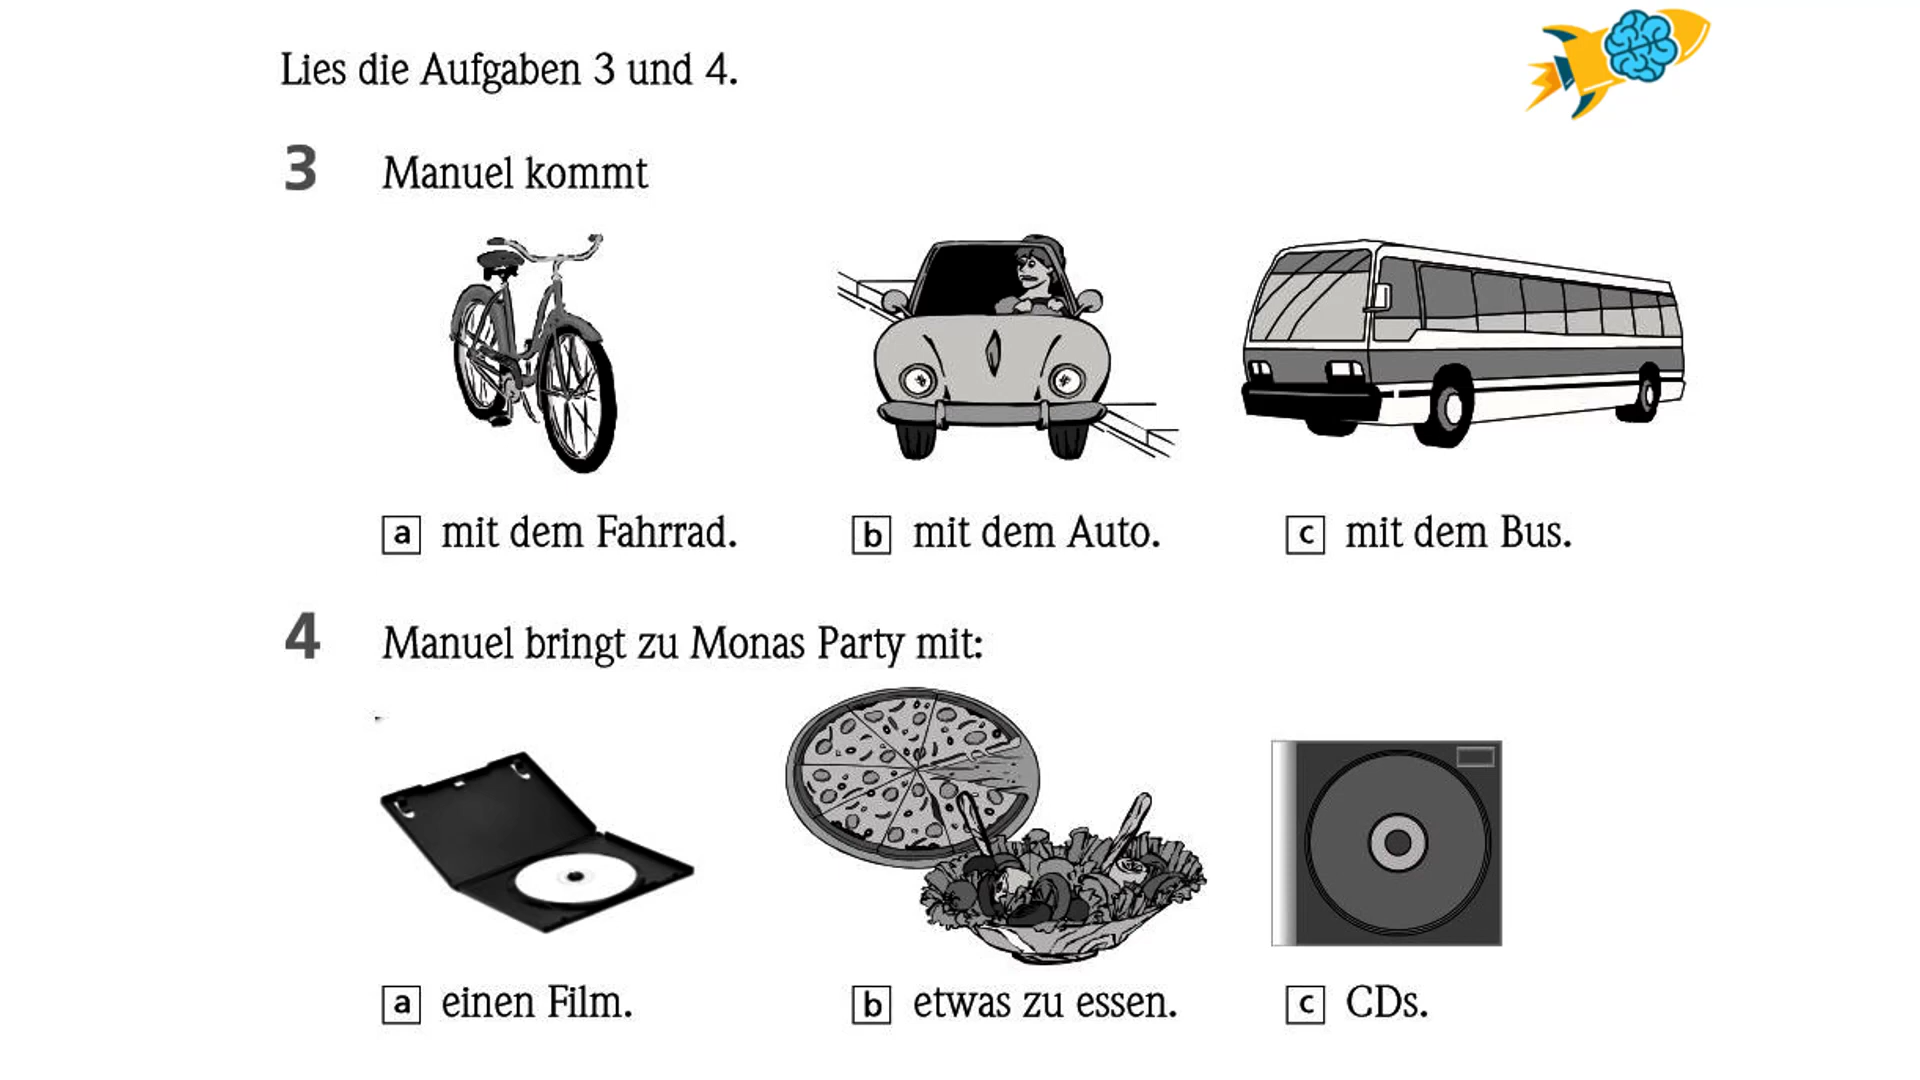 Lies die Aufgaben 3 und 4.
3 Manuel kommt
a mit dem Fahrrad. b mit dem Auto. c mit dem Bus.
4 Manuel bringt zu Monas Party mit:
a einen Film. b etwas zu essen. c CDs.